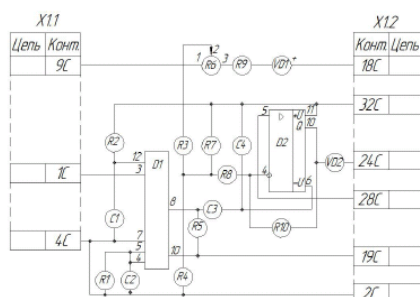 X1.1
X1.2
Цепь Конт.
Конт. Цепь
9С
1 R6 2 3 R9 VD1 +
18С
32С
R2 R3 R7 C4
5 D2 U 11
Q 10
12 D1
3
R8 4
VD2
24С
1С
-U 6
28С
8 C3
C1
R5
R10
4С
7
5
4
10
19С
R1 C2 R4
2С